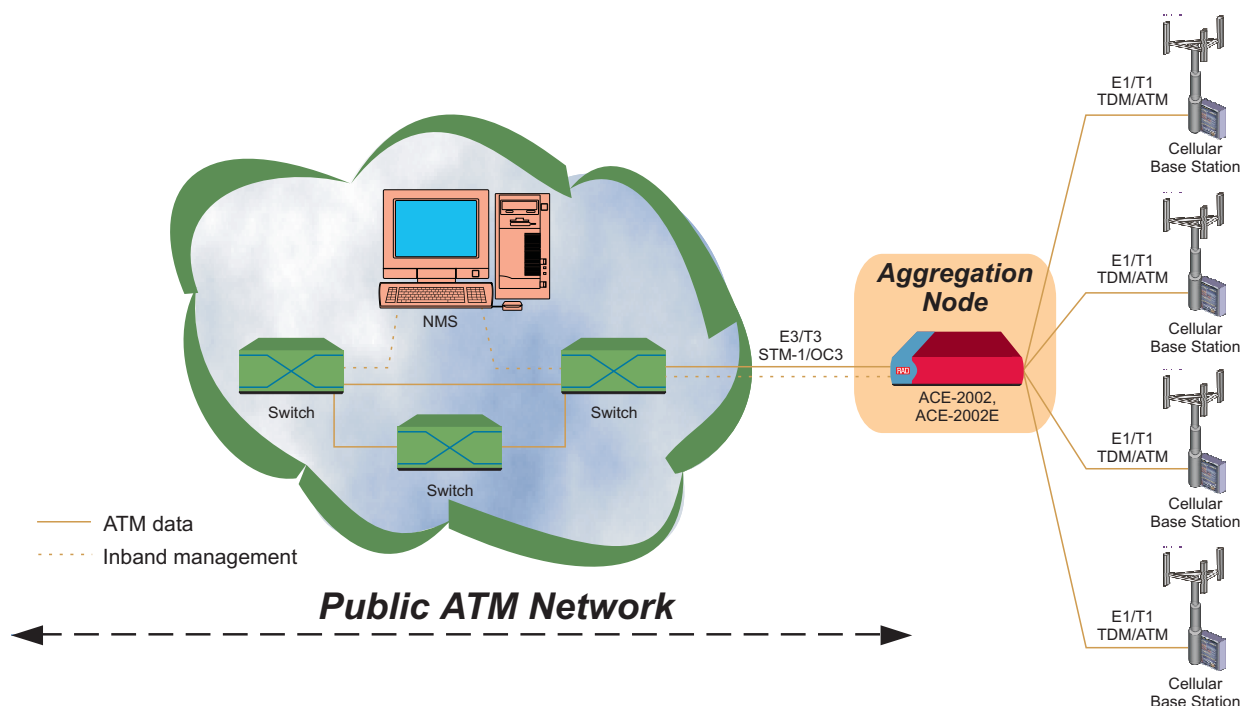 E1/T1
TDM/ATM
Cellular
Base Station
E1/T1
TDM/ATM
Cellular
Base Station
Aggregation
Node
NMS
E3/T3
STM-1/OC3
RAD
ACE-2002,
ACE-2002E
Switch
Switch
Switch
E1/T1
TDM/ATM
Cellular
Base Station
ATM data
Inband management
Public ATM Network
E1/T1
TDM/ATM
Cellular
Base Station